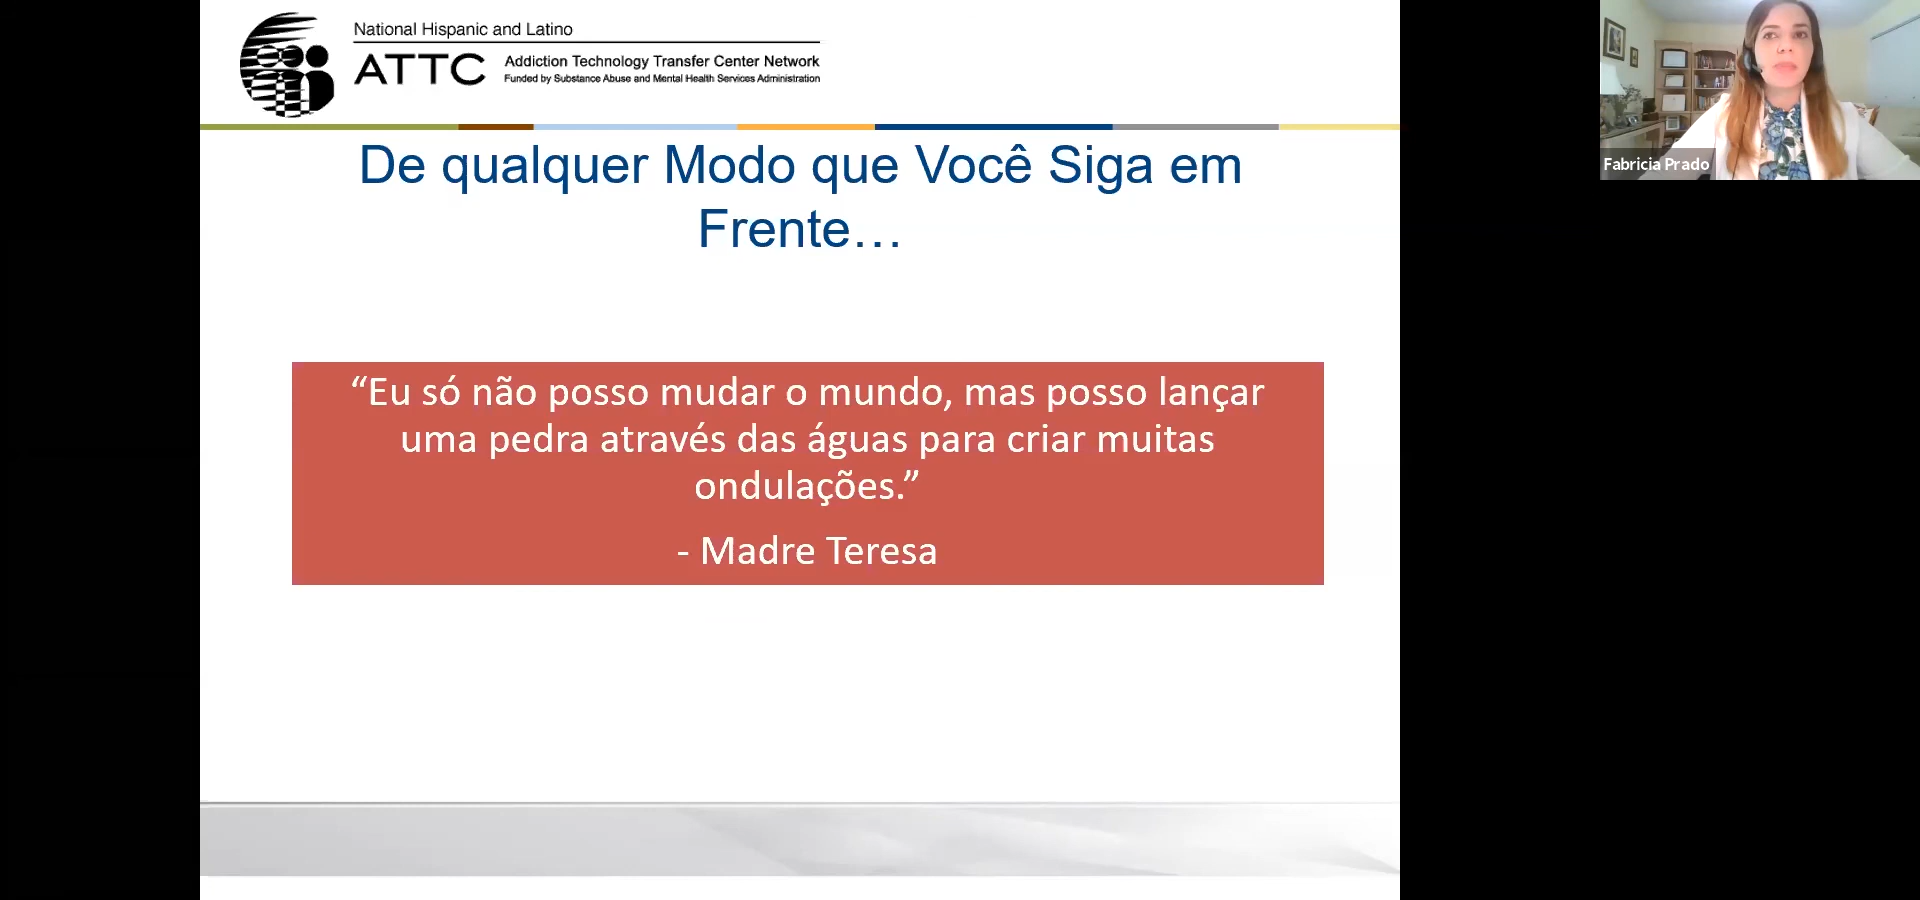 National Hispanic and Latino
ATTC
Addiction Technology Transfer Center Network
Funded by Substance Abuse and Mental Health Services Administration
De qualquer Modo que Você Siga em
Frente…
“Eu só não posso mudar o mundo, mas posso lançar
uma pedra através das águas para criar muitas
ondulações.”
- Madre Teresa
Fabricia Prado